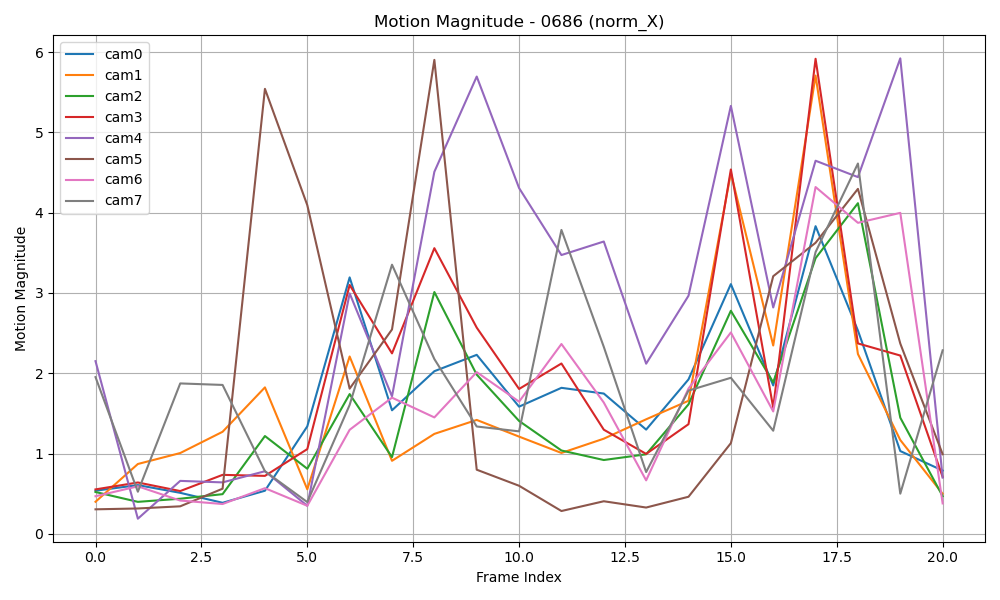 Motion Magnitude - 0686 (norm_X)
cam0
cam1
cam2
cam3
cam4
cam5
cam6
cam7
Motion Magnitude
6
5
4
3
2
1
0
0.0 2.5 5.0 7.5 10.0 12.5 15.0 17.5 20.0
Frame Index